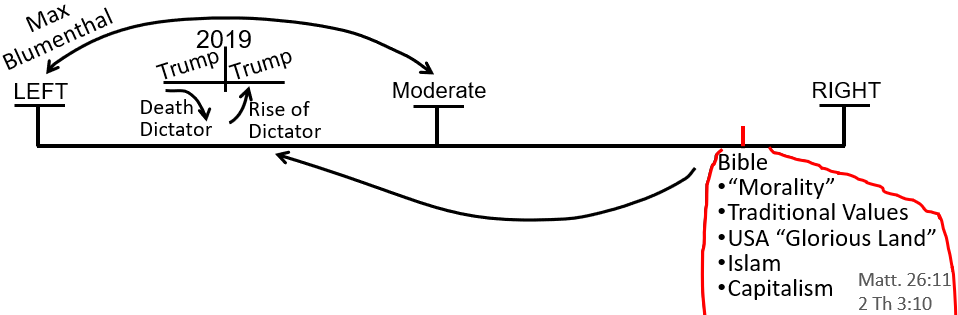 Max
Blumenthal
2019
Trump Trump
LEFT
Moderate
RIGHT
Death
Dictator
Rise of
Dictator
Bible
•“Morality”
•Traditional Values
•USA “Glorious Land”
•Islam
•Capitalism
Matt. 26:11
2 Th 3:10